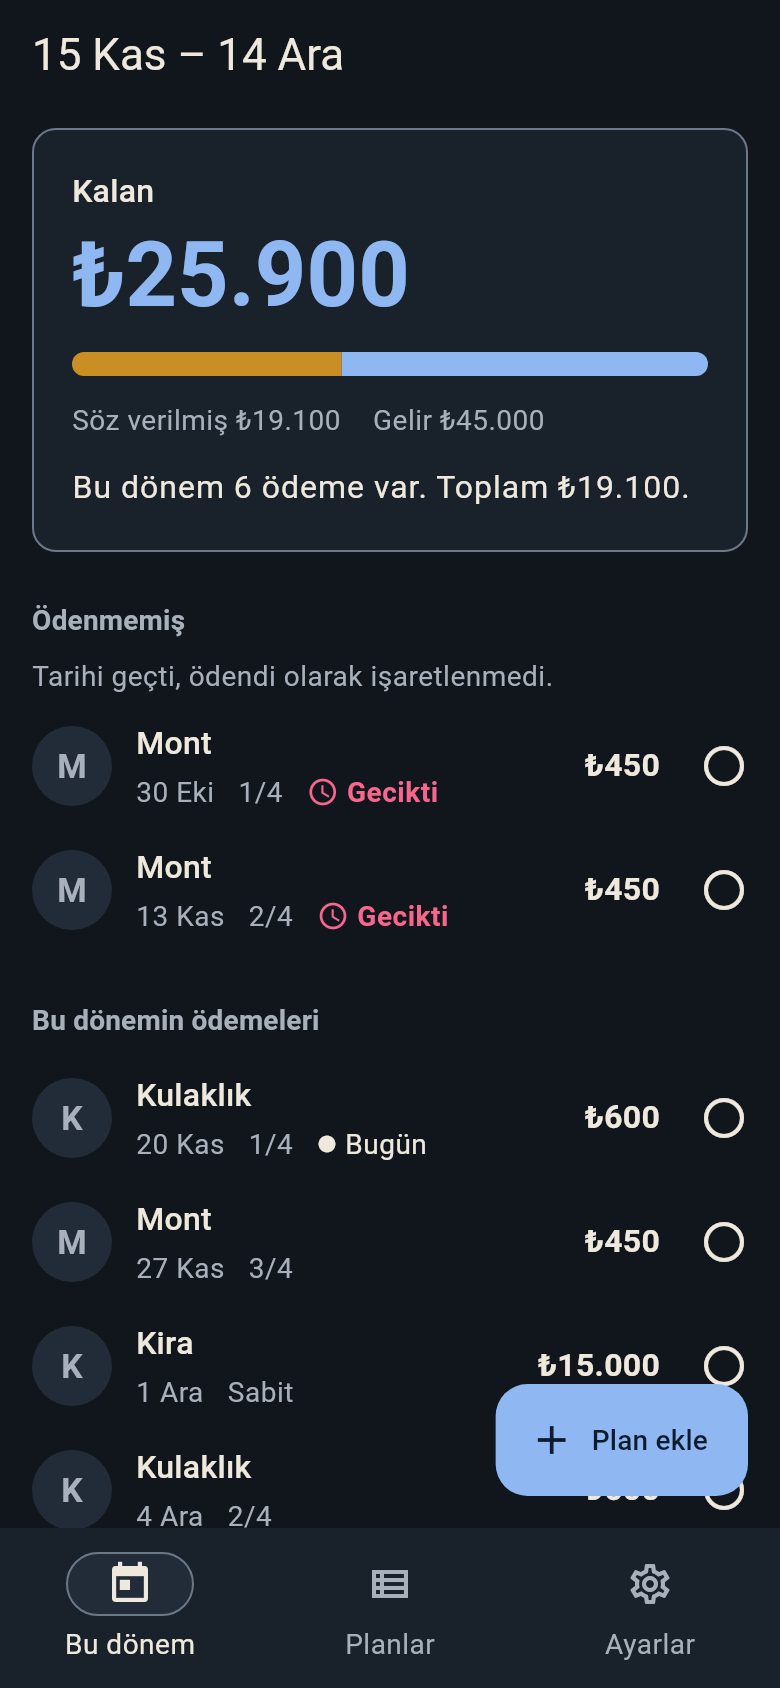 15 Kas – 14 Ara
Kalan
₺25.900
Söz verilmiş ₺19.100 Gelir ₺45.000
Bu dönem 6 ödeme var. Toplam ₺19.100.
Ödenmemiş
Tarihi geçti, ödendi olarak işaretlenmedi.
M
Mont
30 Eki 1/4 Gecikti
₺450
M
Mont
13 Kas 2/4 Gecikti
₺450
Bu dönemin ödemeleri
K
Kulaklık
20 Kas 1/4 Bugün
₺600
M
Mont
27 Kas 3/4
₺450
K
Kira
1 Ara Sabit
₺15.000
K
Kulaklık
4 Ara 2/4
Plan ekle
Bu dönem
Planlar
Ayarlar